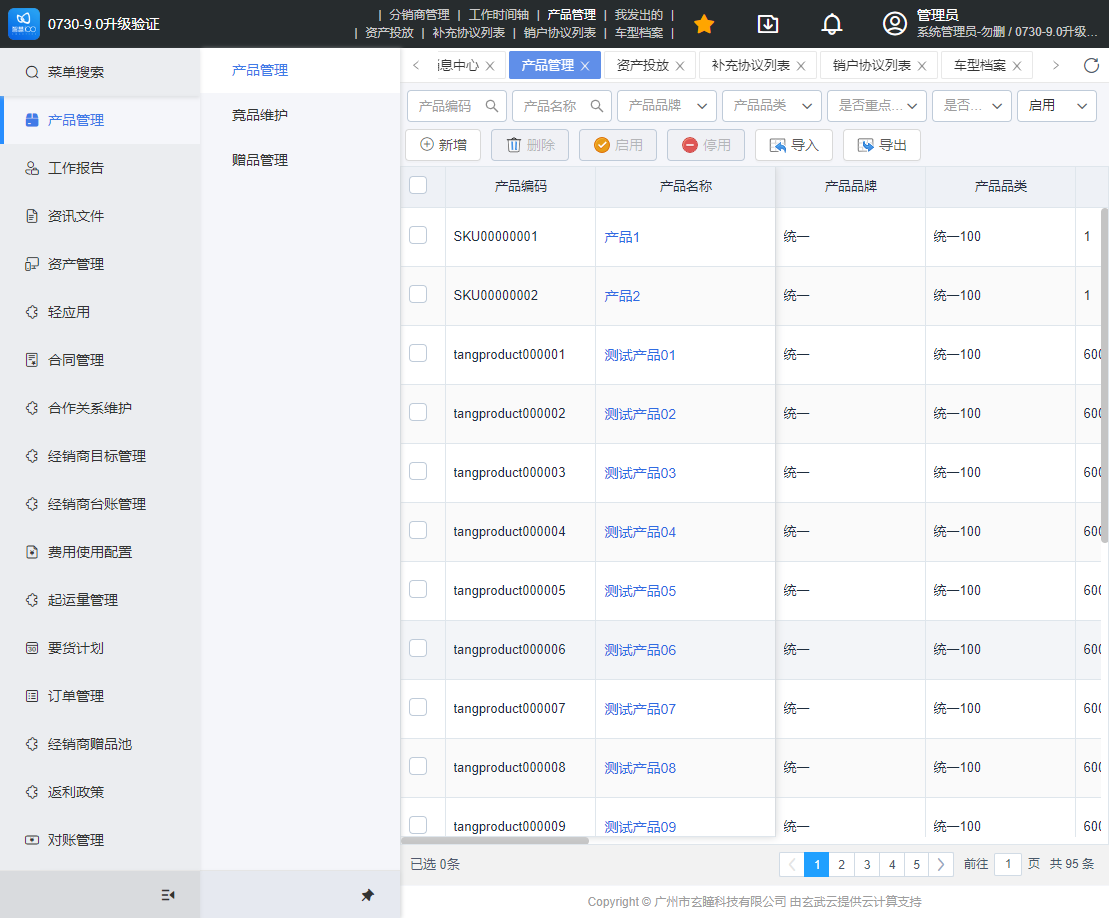 0730-9.0升级验证
| 分销商管理 | 工作时间轴 | 产品管理 | 我发出的 |
| 资产投放 | 补充协议列表 | 销户协议列表 | 车型档案 |
管理员
系统管理员-勿删 / 0730-9.0升级...
菜单搜索
产品管理
工作报告
资讯文件
资产管理
轻应用
合同管理
合作关系维护
经销商目标管理
经销商台账管理
费用使用配置
起运量管理
要货计划
订单管理
经销商赠品池
返利政策
对账管理
产品管理
竞品维护
赠品管理
息中心 产品管理 资产投放 补充协议列表 销户协议列表 车型档案
产品编码 产品名称 产品品牌 产品品类 是否重点... 是否... 启用
新增 删除 启用 停用 导入 导出
产品编码 产品名称 产品品牌 产品品类
SKU00000001 产品1 统一 统一100 1
SKU00000002 产品2 统一 统一100 1
tangproduct000001 测试产品01 统一 统一100 600
tangproduct000002 测试产品02 统一 统一100 600
tangproduct000003 测试产品03 统一 统一100 600
tangproduct000004 测试产品04 统一 统一100 600
tangproduct000005 测试产品05 统一 统一100 600
tangproduct000006 测试产品06 统一 统一100 600
tangproduct000007 测试产品07 统一 统一100 600
tangproduct000008 测试产品08 统一 统一100 600
tangproduct000009 测试产品09 统一 统一100 600
已选 0条
1 2 3 4 5 前往 1 页 共 95 条
Copyright © 广州市玄瞳科技有限公司 由玄武云提供云计算支持